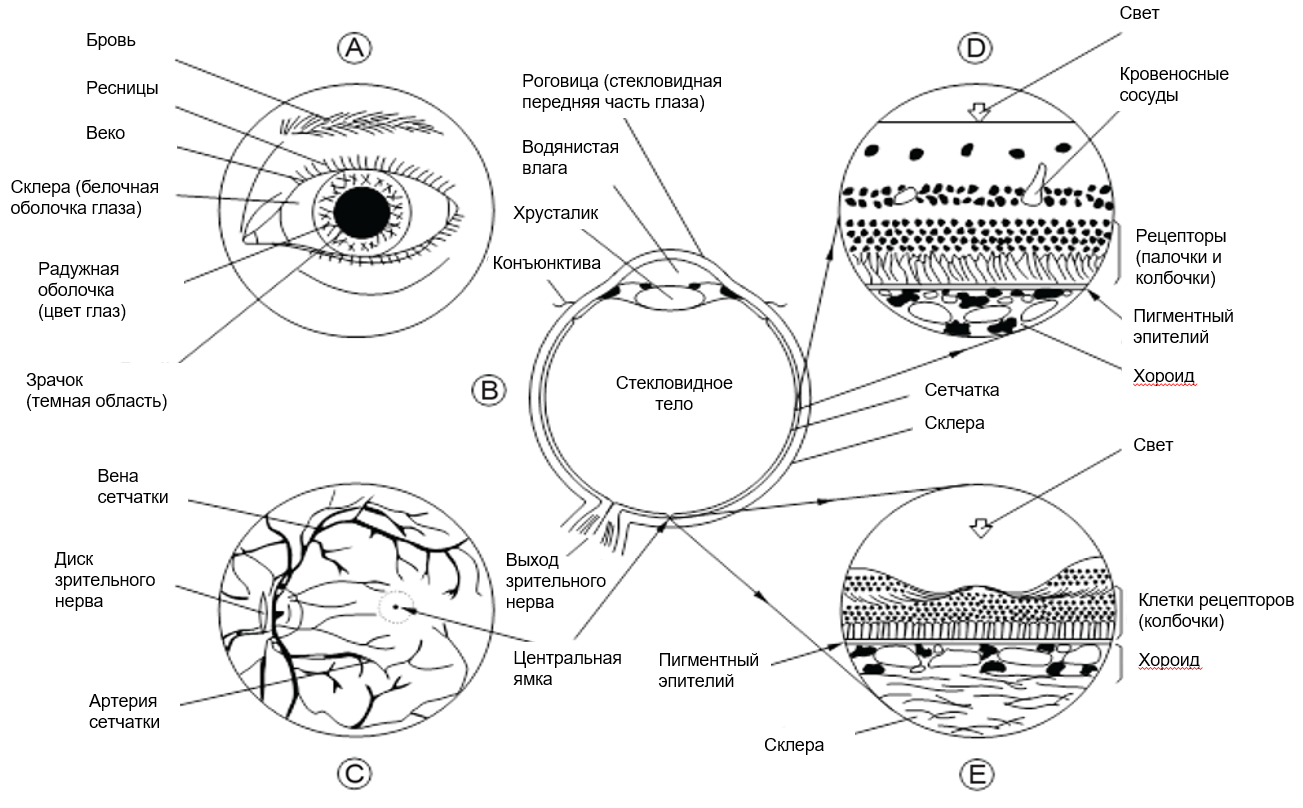 A
Бровь
Ресницы
Веко
Склера (белочная
оболочка глаза)
Радужная
оболочка
(цвет глаз)
Зрачок
(темная область)
B
Роговица (стекловидная
передняя часть глаза)
Водянистая
влага
Хрусталик
Конъюнктива
Стекловидное
тело
Сетчатка
Склера
Выход
зрительного
нерва
Центральная
ямка
C
Вена
сетчатки
Диск
зрительного
нерва
Артерия
сетчатки
D
Свет
Кровеносные
сосуды
Рецепторы
(палочки и
колбочки)
Пигментный
эпителий
Хороид
E
Свет
Клетки рецепторов
(колбочки)
Хороид
Пигментный
эпителий
Склера